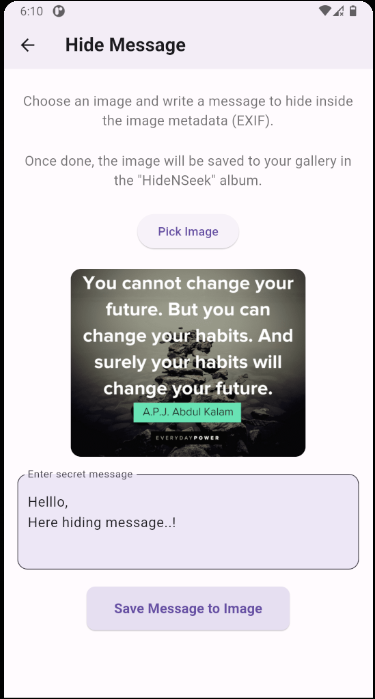 6:10
Hide Message
Choose an image and write a message to hide inside
the image metadata (EXIF).
Once done, the image will be saved to your gallery in
the "HideNSeek" album.
Pick Image
You cannot change your
future. But you can
change your habits. And
surely your habits will
change your future.
A.P.J. Abdul Kalam
EVERYDAYPOWER
Enter secret message
Helllo,
Here hiding message..!
Save Message to Image